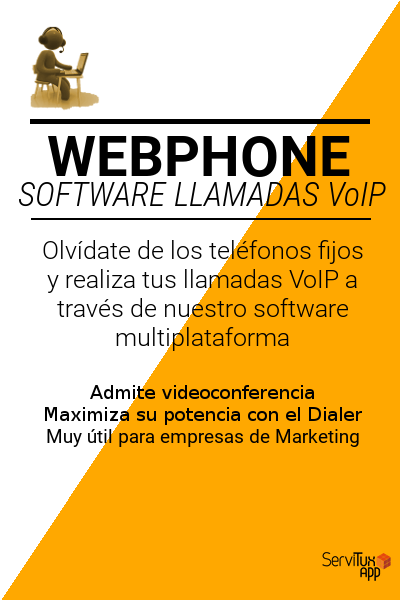 WEBPHONE
SOFTWARE LLAMADAS VoIP
Olvídate de los teléfonos fijos
y realiza tus llamadas VoIP a
través de nuestro software
multiplataforma
Admite videoconferencia
Maximiza su potencia con el Dialer
Muy útil para empresas de Marketing
ServiTux
APP